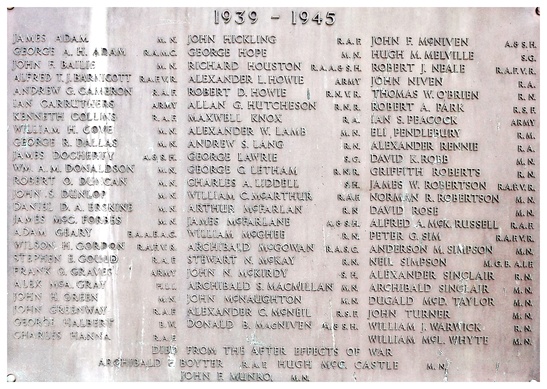 1939 - 1945
JAMES ADAM M.N.
GEORGE A. H. ADAM R.A.M.C.
JOHN F. BAILIE M.N.
ALFRED T. J. BARNICOTT R.A.F.V.R.
ANDREW G. CAMERON R.A.F.
IAN CARRUTHERS ARMY
KENNETH COLLINS R.A.F.
WILLIAM H. COVE M.N.
GEORGE R. DALLAS M.N.
JAMES DOCHERTY A.& S.H.
WM. A. M. DONALDSON M.N.
ROBERT O. DUNCAN M.N.
JOHN S. DUNLOP M.N.
DANIEL D. A. ERSKINE M.N.
JAMES MCC. FORBES M.N.
ADAM GEARY
WILSON H. GORDON R.A.F.V.R.
STEPHEN E. GOULD R.A.F.
FRANK G. GRAVES ARMY
ALEX MCA. GRAY H.L.I.
JOHN H. GREEN M.N.
JOHN GREENWAY R.A.F.
GEORGE HALBERT B.W.
CHARLES HANNA R.A.F.
JOHN HICKLING R.A.F.
GEORGE HOPE M.N.
RICHARD HOUSTON R.A.A.& S.H.
ALEXANDER L. HOWIE ARMY
ROBERT D. HOWIE R.N.V.R.
ALLAN G. HUTCHESON R.N.R.
MAXWELL KNOX R.A.
ALEXANDER W. LAMB M.N.
ANDREW S. LANG R.N.
GEORGE LAWRIE S.G.
GEORGE G. LETHAM R.N.R.
CHARLES A. LIDDELL S.H.
WILLIAM C. MCARTHUR R.A.F.
ARTHUR MCFARLAN R.N.
JAMES MCFARLANE A.& S.H.
WILLIAM MCGHEE R.N.
ARCHIBALD MCGOWAN R.A.S.C.
STEWART N. MCKAY R.N.
JOHN N. MCKIRDY S.H.
ARCHIBALD S. MACMILLAN M.N.
JOHN MCNAUGHTON M.N.
ALEXANDER C. MCNEIL R.S.F.
DONALD B. MACNIVEN A.& S.H.
JOHN F. MCNIVEN A.& S.H.
HUGH M. MELVILLE S.G.
ROBERT J. NEALE R.A.F.V.R.
JOHN NIVEN R.A.
THOMAS W. O'BRIEN R.N.
ROBERT A. PARK R.S.F.
IAN S. PEACOCK ARMY
ELI PENDLEBURY R.M.
ALEXANDER RENNIE R.A.
DAVID K. ROBB M.N.
GRIFFITH ROBERTS R.N.
JAMES W. ROBERTSON R.A.F.V.R.
NORMAN R. ROBERTSON M.N.
DAVID ROSE M.N.
ALFRED A. MCK. RUSSELL R.A.F.
PETER G. SIM R.A.F.V.R.
ANDERSON M. SIMPSON M.N.
NEIL SIMPSON
ALEXANDER SINCLAIR R.N.
ARCHIBALD SINCLAIR M.N.
DUGALD MCD. TAYLOR M.N.
JOHN TURNER M.N.
WILLIAM J. WARWICK R.N.
WILLIAM MCL. WHYTE M.N.
DIED FROM THE AFTER EFFECTS OF WAR
ARCHIBALD F BOYTER R.A.F HUGH MCG. CASTLE M.N.
JOHN F. MUNRO. M.N.